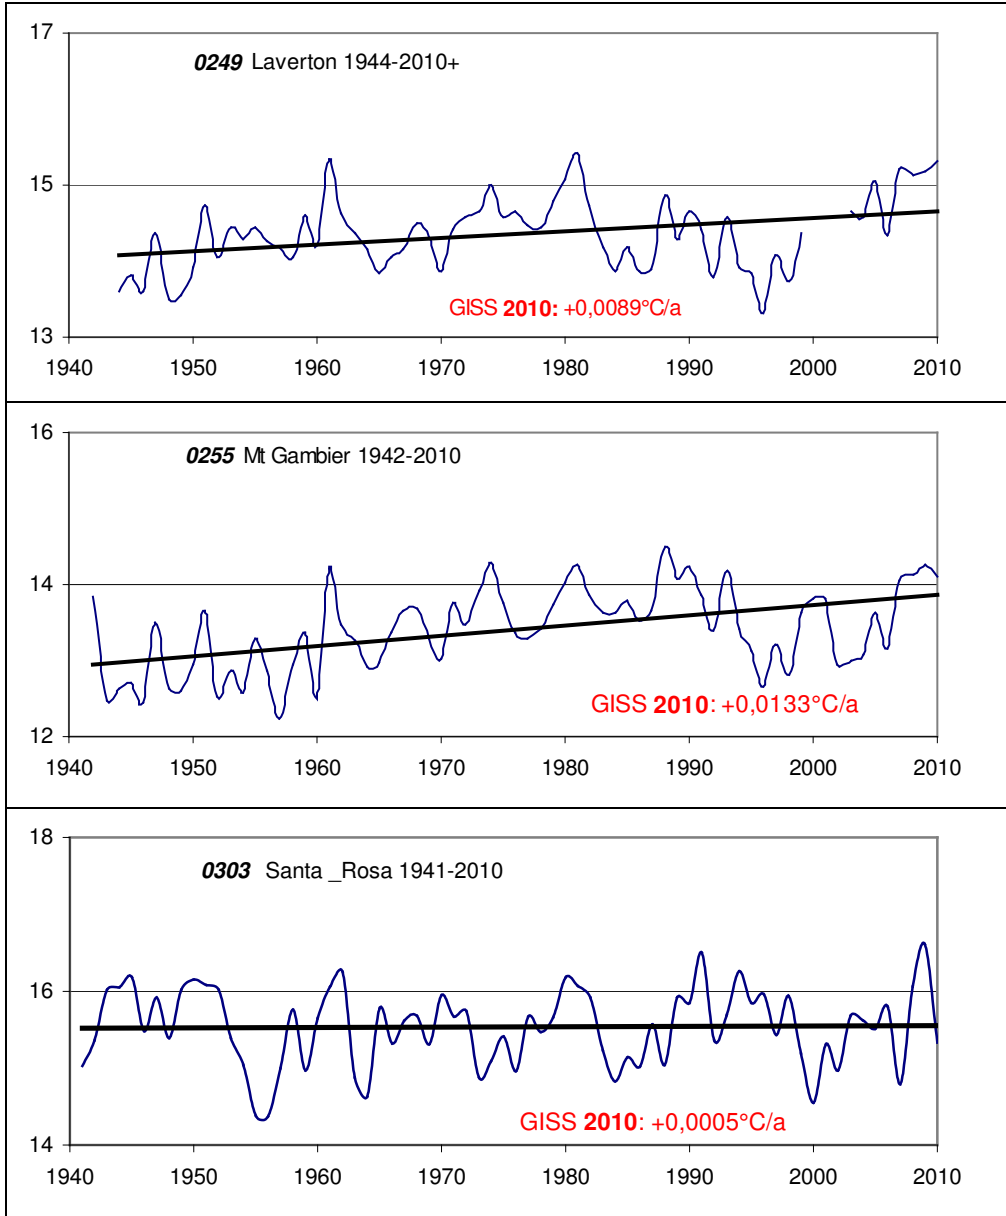 17
0249 Laverton 1944-2010+
15
GISS 2010: +0,0089°C/a
13
1940 1950 1960 1970 1980 1990 2000 2010
16
0255 Mt Gambier 1942-2010
14
GISS 2010: +0,0133°C/a
12
1940 1950 1960 1970 1980 1990 2000 2010
18
0303 Santa _Rosa 1941-2010
16
GISS 2010: +0,0005°C/a
14
1940 1950 1960 1970 1980 1990 2000 2010